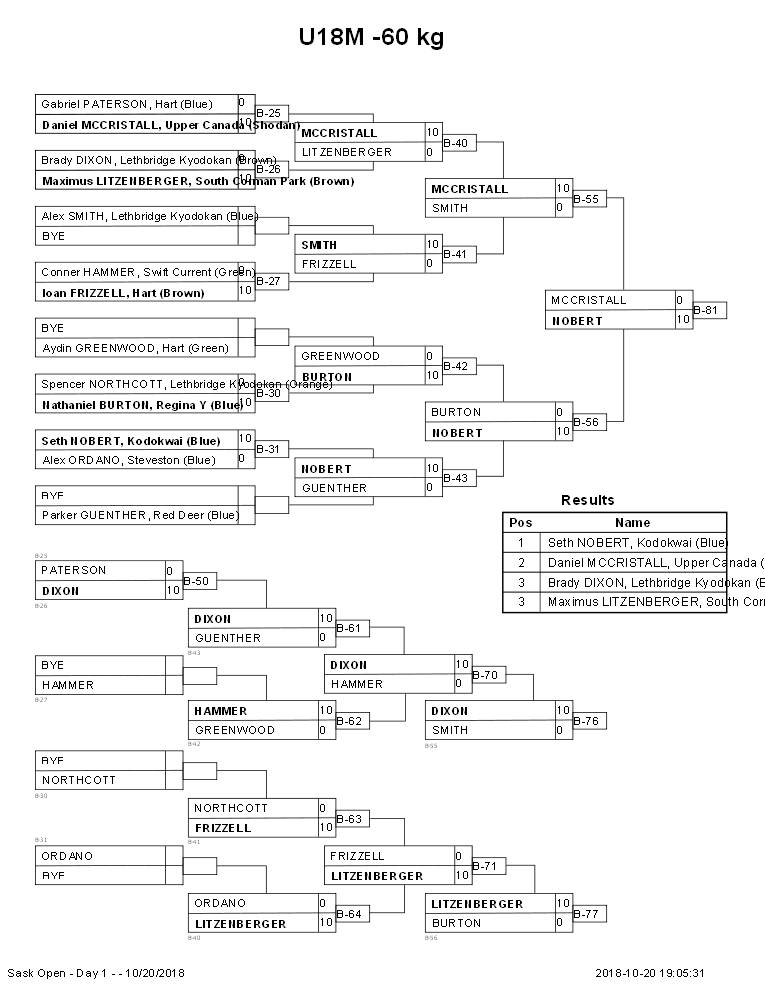 U18M -60 kg
Gabriel PATERSON, Hart (Blue) 0
Daniel MCCRISTALL, Upper Canada (Shodan) 10
B-25
MCCRISTALL 10
LITZENBERGER 0
B-40
Brady DIXON, Lethbridge Kyodokan (Brown) 0
Maximus LITZENBERGER, South Corman Park (Brown) 10
B-26
MCCRISTALL 10
SMITH 0
B-55
Alex SMITH, Lethbridge Kyodokan (Blue)
BYE
SMITH 10
FRIZZELL 0
B-41
Conner HAMMER, Swift Current (Green) 0
Ioan FRIZZELL, Hart (Brown) 10
B-27
MCCRISTALL 0
NOBERT 10
B-81
BYE
Aydin GREENWOOD, Hart (Green)
GREENWOOD 0
BURTON 10
B-42
Spencer NORTHCOTT, Lethbridge Kyodokan (Orange) 0
Nathaniel BURTON, Regina Y (Blue) 10
B-30
BURTON 0
NOBERT 10
B-56
Seth NOBERT, Kodokwai (Blue) 10
Alex ORDANO, Steveston (Blue) 0
B-31
NOBERT 10
GUENTHER 0
B-43
BYE
Parker GUENTHER, Red Deer (Blue)
Results
Pos Name
1 Seth NOBERT, Kodokwai (Blue)
2 Daniel MCCRISTALL, Upper Canada (
3 Brady DIXON, Lethbridge Kyodokan (B
3 Maximus LITZENBERGER, South Cor
B-25
PATERSON 0
DIXON 10
B-50
B-26
DIXON 10
GUENTHER 0
B-61
B-43
BYE
HAMMER
B-27
DIXON 10
HAMMER 0
B-70
HAMMER 10
GREENWOOD 0
B-62
B-42
DIXON 10
SMITH 0
B-76
B-55
BYE
NORTHCOTT
B-30
NORTHCOTT 0
FRIZZELL 10
B-63
B-41
B-31
ORDANO
BYE
FRIZZELL 0
LITZENBERGER 10
B-71
ORDANO 0
LITZENBERGER 10
B-64
B-40
LITZENBERGER 10
BURTON 0
B-77
B-56
Sask Open - Day 1 - - 10/20/2018
2018-10-20 19:05:31